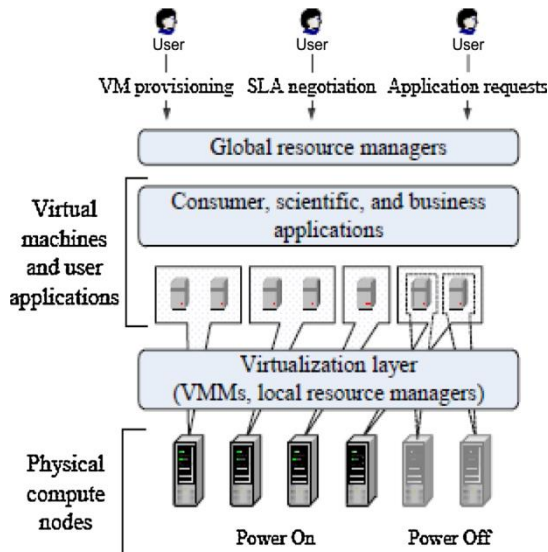 User
User
User
VM provisioning
SLA negotiation
Application requests
Global resource managers
Virtual
machines
and user
applications
Consumer, scientific, and business
applications
Virtualization layer
(VMMs, local resource managers)
Physical
compute
nodes
Power On
Power Off